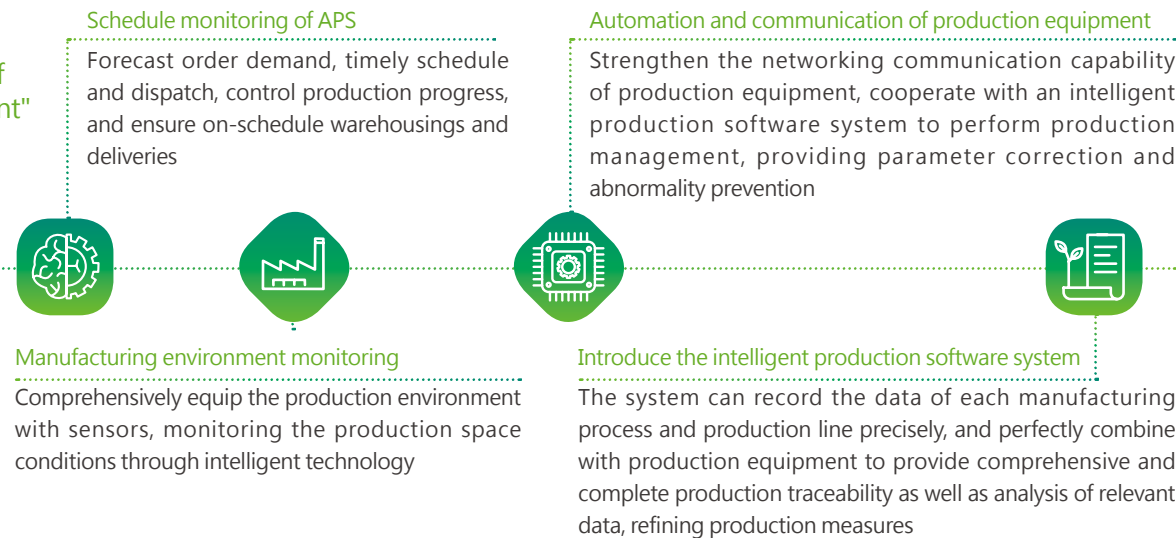 Schedule monitoring of APS
Forecast order demand, timely schedule
and dispatch, control production progress,
and ensure on-schedule warehousings and
deliveries
Automation and communication of production equipment
Strengthen the networking communication capability
of production equipment, cooperate with an intelligent
production software system to perform production
management, providing parameter correction and
abnormality prevention
Manufacturing environment monitoring
Comprehensively equip the production environment
with sensors, monitoring the production space
conditions through intelligent technology
Introduce the intelligent production software system
The system can record the data of each manufacturing
process and production line precisely, and perfectly combine
with production equipment to provide comprehensive and
complete production traceability as well as analysis of relevant
data, refining production measures